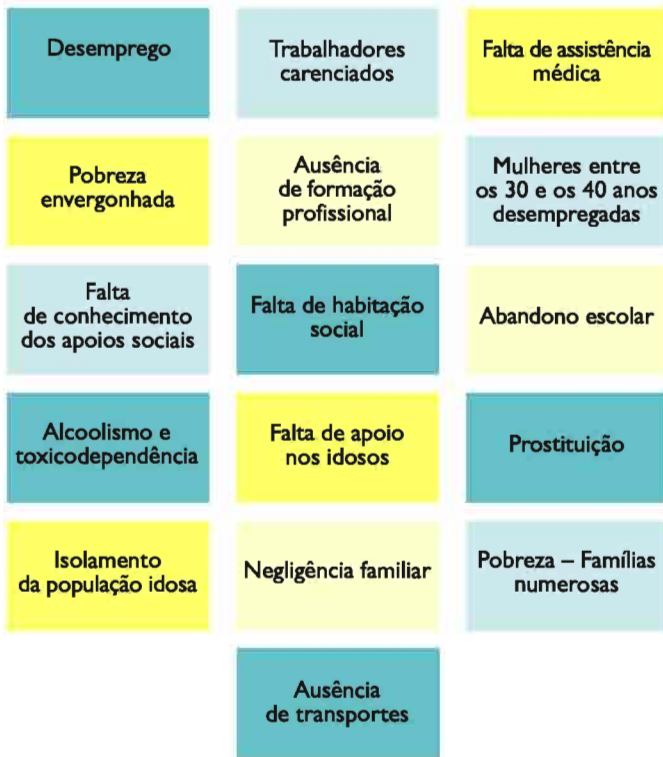 Desemprego
Trabalhadores
carenciados
Falta de assistência
médica
Pobreza
envergonhada
Ausência
de formação
profissional
Mulheres entre
os 30 e os 40 anos
desempregadas
Falta
de conhecimento
dos apoios sociais
Falta de habitação
social
Abandono escolar
Alcoolismo e
toxicodependência
Falta de apoio
nos idosos
Prostituição
Isolamento
da população idosa
Negligência familiar
Pobreza – Famílias
numerosas
Ausência
de transportes